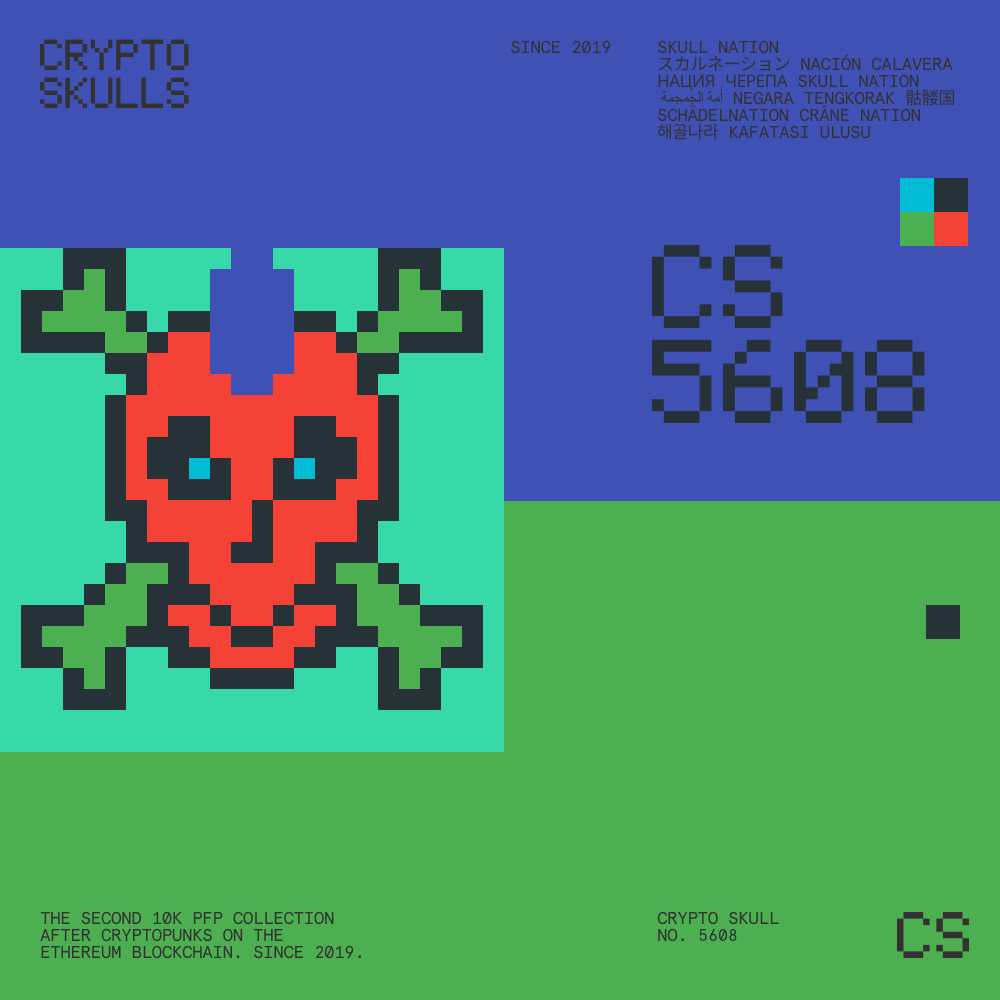 CRYPTO
SKULLS
SINCE 2019
SKULL NATION
スカルネーション NACIÓN CALAVERA
НАЦИЯ ЧЕРЕПА SKULL NATION
أمة الجمجمة NEGARA TENGKORAK 骷髅国
SCHÄDELNATION CRÂNE NATION
해골나라 KAFATASI ULUSU
CS
5608
THE SECOND 10K PFP COLLECTION
AFTER CRYPTOPUNKS ON THE
ETHEREUM BLOCKCHAIN. SINCE 2019.
CRYPTO SKULL
NO. 5608
CS